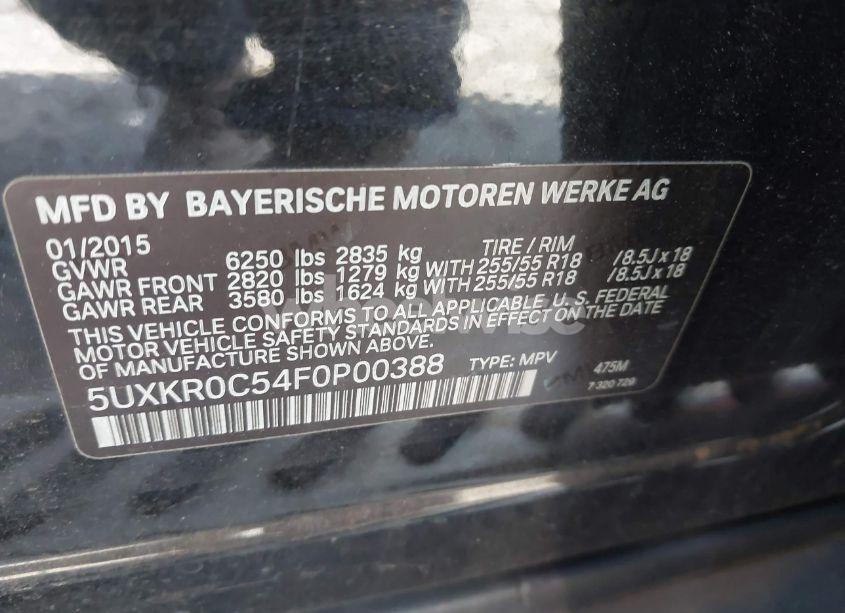 MFD BY BAYERISCHE MOTOREN WERKE AG
01/2015 TIRE / RIM
GVWR 6250 lbs 2835 kg
GAWR FRONT 2820 lbs 1279 kg WITH 255/55 R18 / 8.5J x 18
GAWR REAR 3580 lbs 1624 kg WITH 255/55 R18 / 8.5J x 18
THIS VEHICLE CONFORMS TO ALL APPLICABLE U. S. FEDERAL
MOTOR VEHICLE SAFETY STANDARDS IN EFFECT ON THE DATE
OF MANUFACTURE SHOWN ABOVE.
5UXKR0C54F0P00388 TYPE: MPV 475M
7 320 729